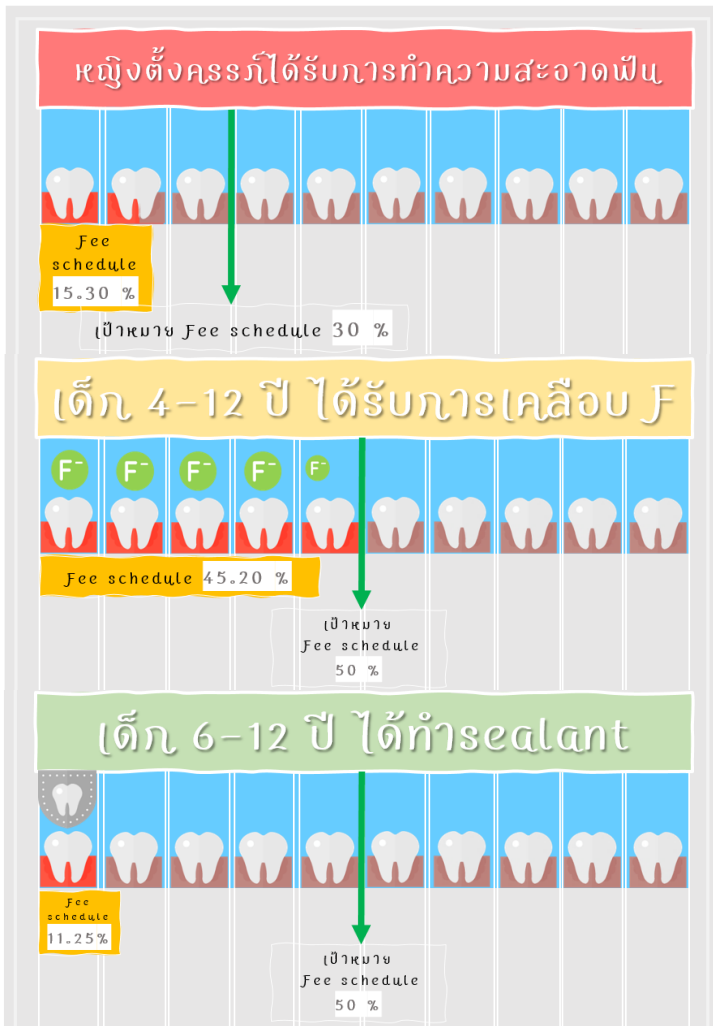 หญิงตั้งครรภ์ได้รับการทำความสะอาดฟัน
Fee
schedule
15.30 %
เป้าหมาย Fee schedule 30 %
เด็ก 4-12 ปี ได้รับการเคลือบ F
F⁻ F⁻ F⁻ F⁻ F⁻
Fee schedule 45.20 %
เป้าหมาย
Fee schedule
50 %
เด็ก 6-12 ปี ได้ทำsealant
Fee
schedule
11.25%
เป้าหมาย
Fee schedule
50 %